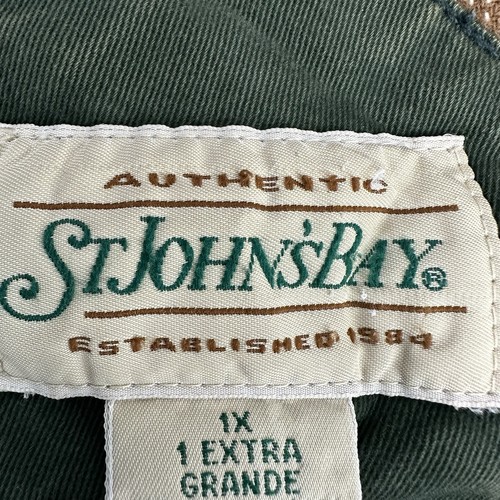 AUTHENTIC
ST JOHN'S BAY®
ESTABLISHED 1984
1X
1 EXTRA
GRANDE